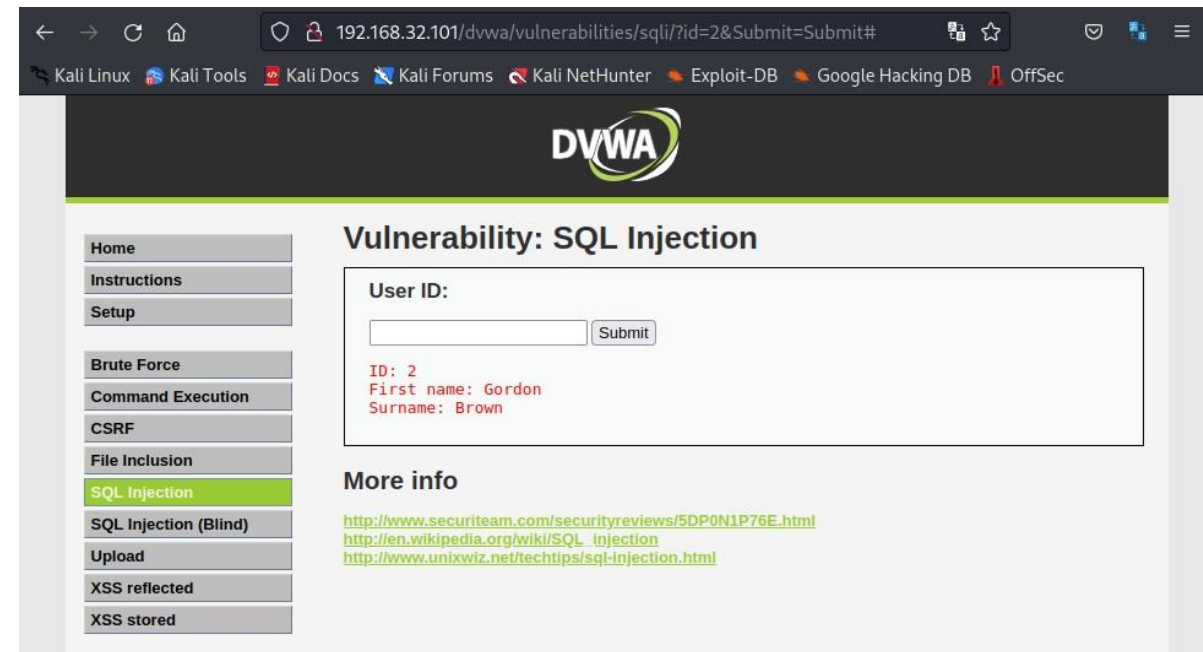 192.168.32.101/dvwa/vulnerabilities/sqli/?id=2&Submit=Submit#
Kali Linux Kali Tools Kali Docs Kali Forums Kali NetHunter Exploit-DB Google Hacking DB OffSec
DVWA
Home
Instructions
Setup
Brute Force
Command Execution
CSRF
File Inclusion
SQL Injection
SQL Injection (Blind)
Upload
XSS reflected
XSS stored
Vulnerability: SQL Injection
User ID:
Submit
ID: 2
First name: Gordon
Surname: Brown
More info
http://www.securiteam.com/securityreviews/5DP0N1P76E.html
http://en.wikipedia.org/wiki/SQL_injection
http://www.unixwiz.net/techtips/sql-injection.html